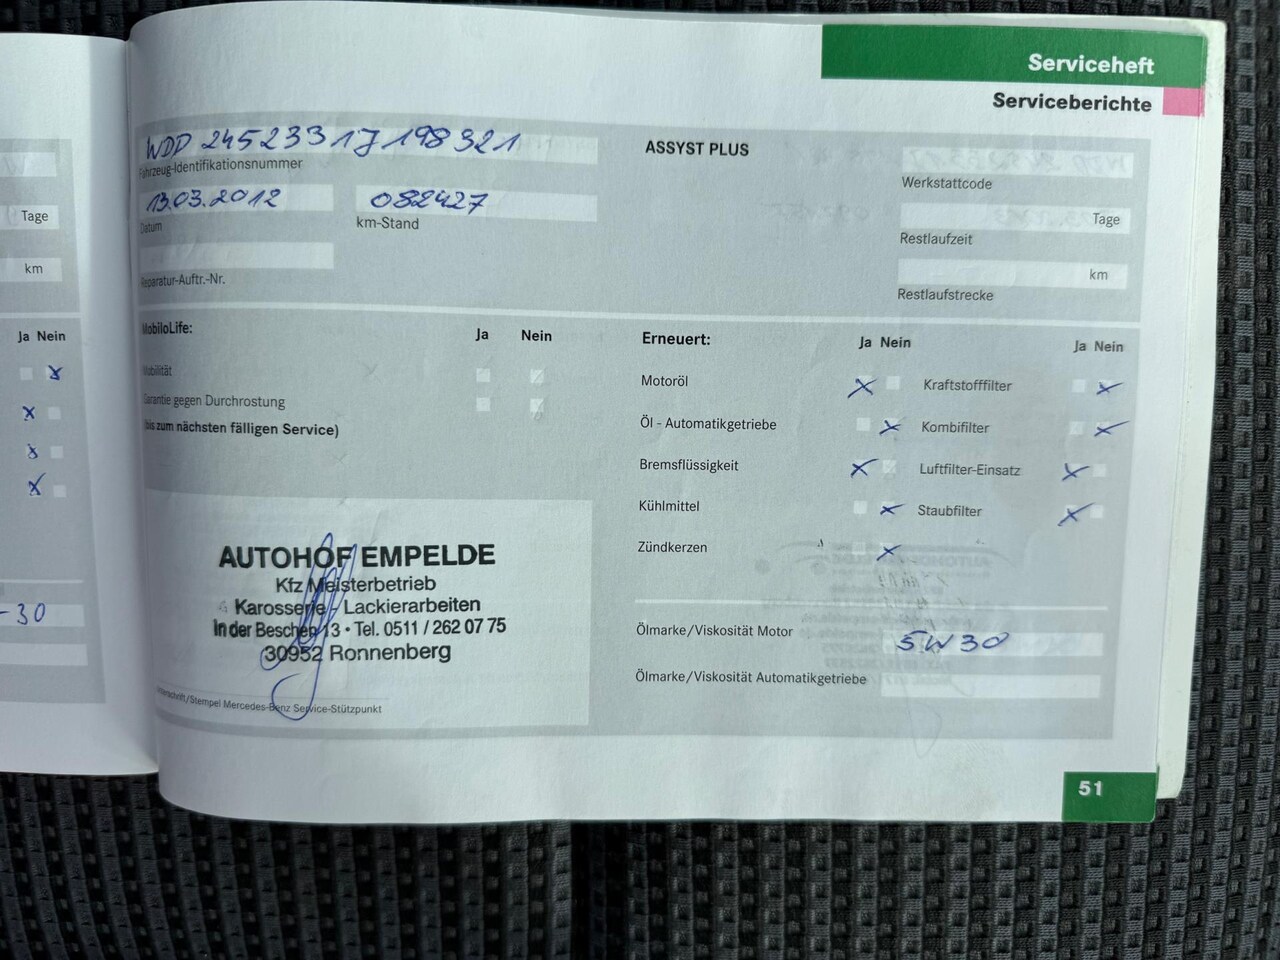 Serviceheft
Serviceberichte
WDD 2452331J198321
Fahrzeug-Identifikationsnummer
13.03.2012
Datum
082427
km-Stand
Reparatur-Auftr.-Nr.
ASSYST PLUS
Werkstattcode
Tage
Restlaufzeit
km
Restlaufstrecke
MobiloLife:
Ja Nein
Mobilität
Garantie gegen Durchrostung
(bis zum nächsten fälligen Service)
AUTOHOF EMPELDE
Kfz Meisterbetrieb
Karosserie - Lackierarbeiten
In der Beschen 13 • Tel. 0511 / 262 07 75
30952 Ronnenberg
Unterschrift/Stempel Mercedes-Benz Service-Stützpunkt
Erneuert:
Ja Nein
Ja Nein
Motoröl
Kraftstofffilter
Öl - Automatikgetriebe
Kombifilter
Bremsflüssigkeit
Luftfilter-Einsatz
Kühlmittel
Staubfilter
Zündkerzen
Ölmarke/Viskosität Motor
5W30
Ölmarke/Viskosität Automatikgetriebe
51
Tage
km
Ja Nein
-30